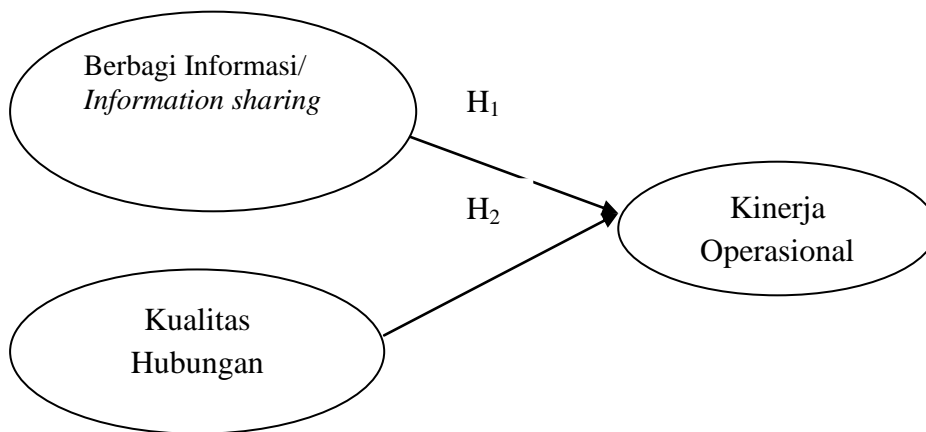 Berbagi Informasi/
Information sharing
H₁
H₂
Kinerja
Operasional
Kualitas
Hubungan